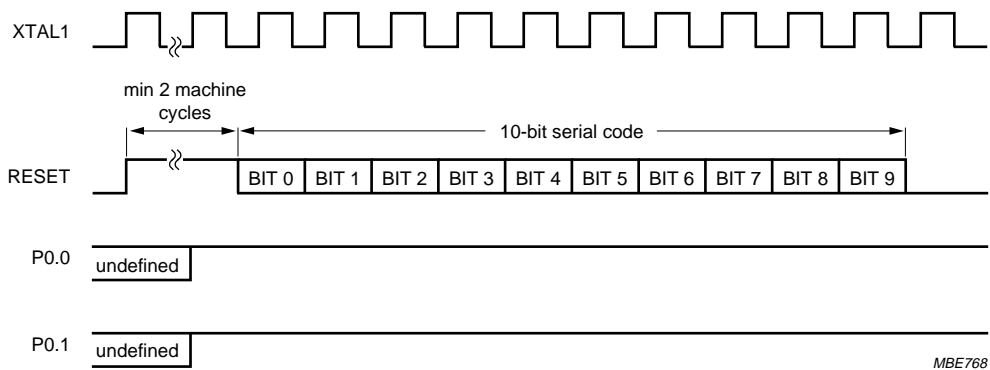 XTAL1
min 2 machine
cycles
10-bit serial code
RESET
BIT 0 BIT 1 BIT 2 BIT 3 BIT 4 BIT 5 BIT 6 BIT 7 BIT 8 BIT 9
P0.0
undefined
P0.1
undefined
MBE768